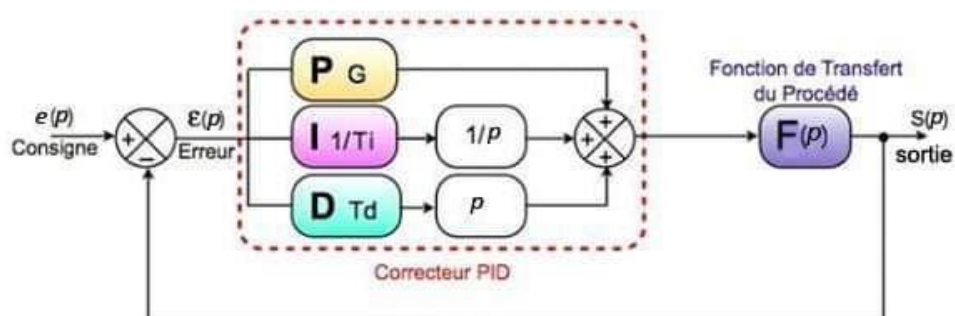 P G
Fonction de Transfert
du Procédé
e(p)
Consigne
+
−
ε(p)
Erreur
I 1/Ti
1/p
+
+
+
F(p)
S(p)
sortie
D Td
p
Correcteur PID